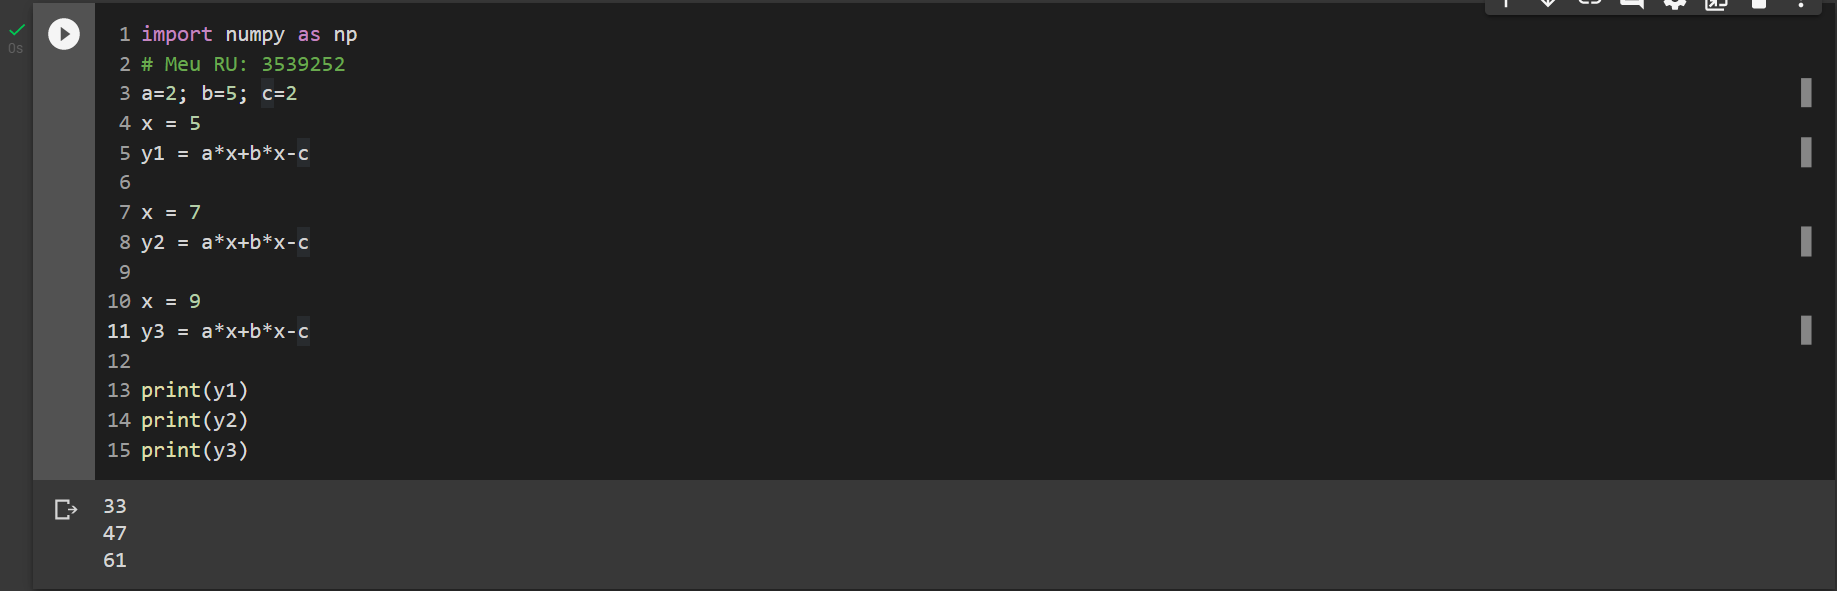 0s
1 import numpy as np
2 # Meu RU: 3539252
3 a=2; b=5; c=2
4 x = 5
5 y1 = a*x+b*x-c
6
7 x = 7
8 y2 = a*x+b*x-c
9
10 x = 9
11 y3 = a*x+b*x-c
12
13 print(y1)
14 print(y2)
15 print(y3)
33
47
61